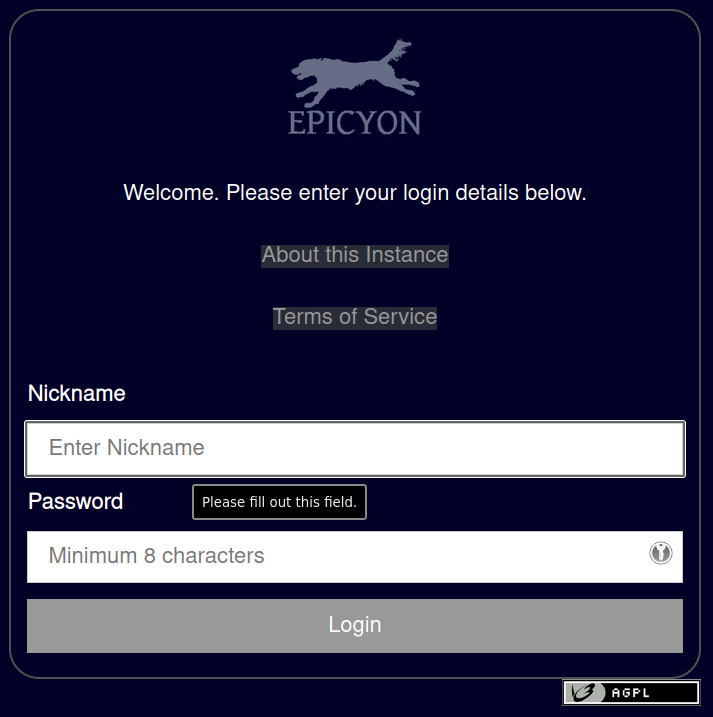 EPICYON
Welcome. Please enter your login details below.
About this Instance
Terms of Service
Nickname
Enter Nickname
Password
Please fill out this field.
Minimum 8 characters
Login
AGPL